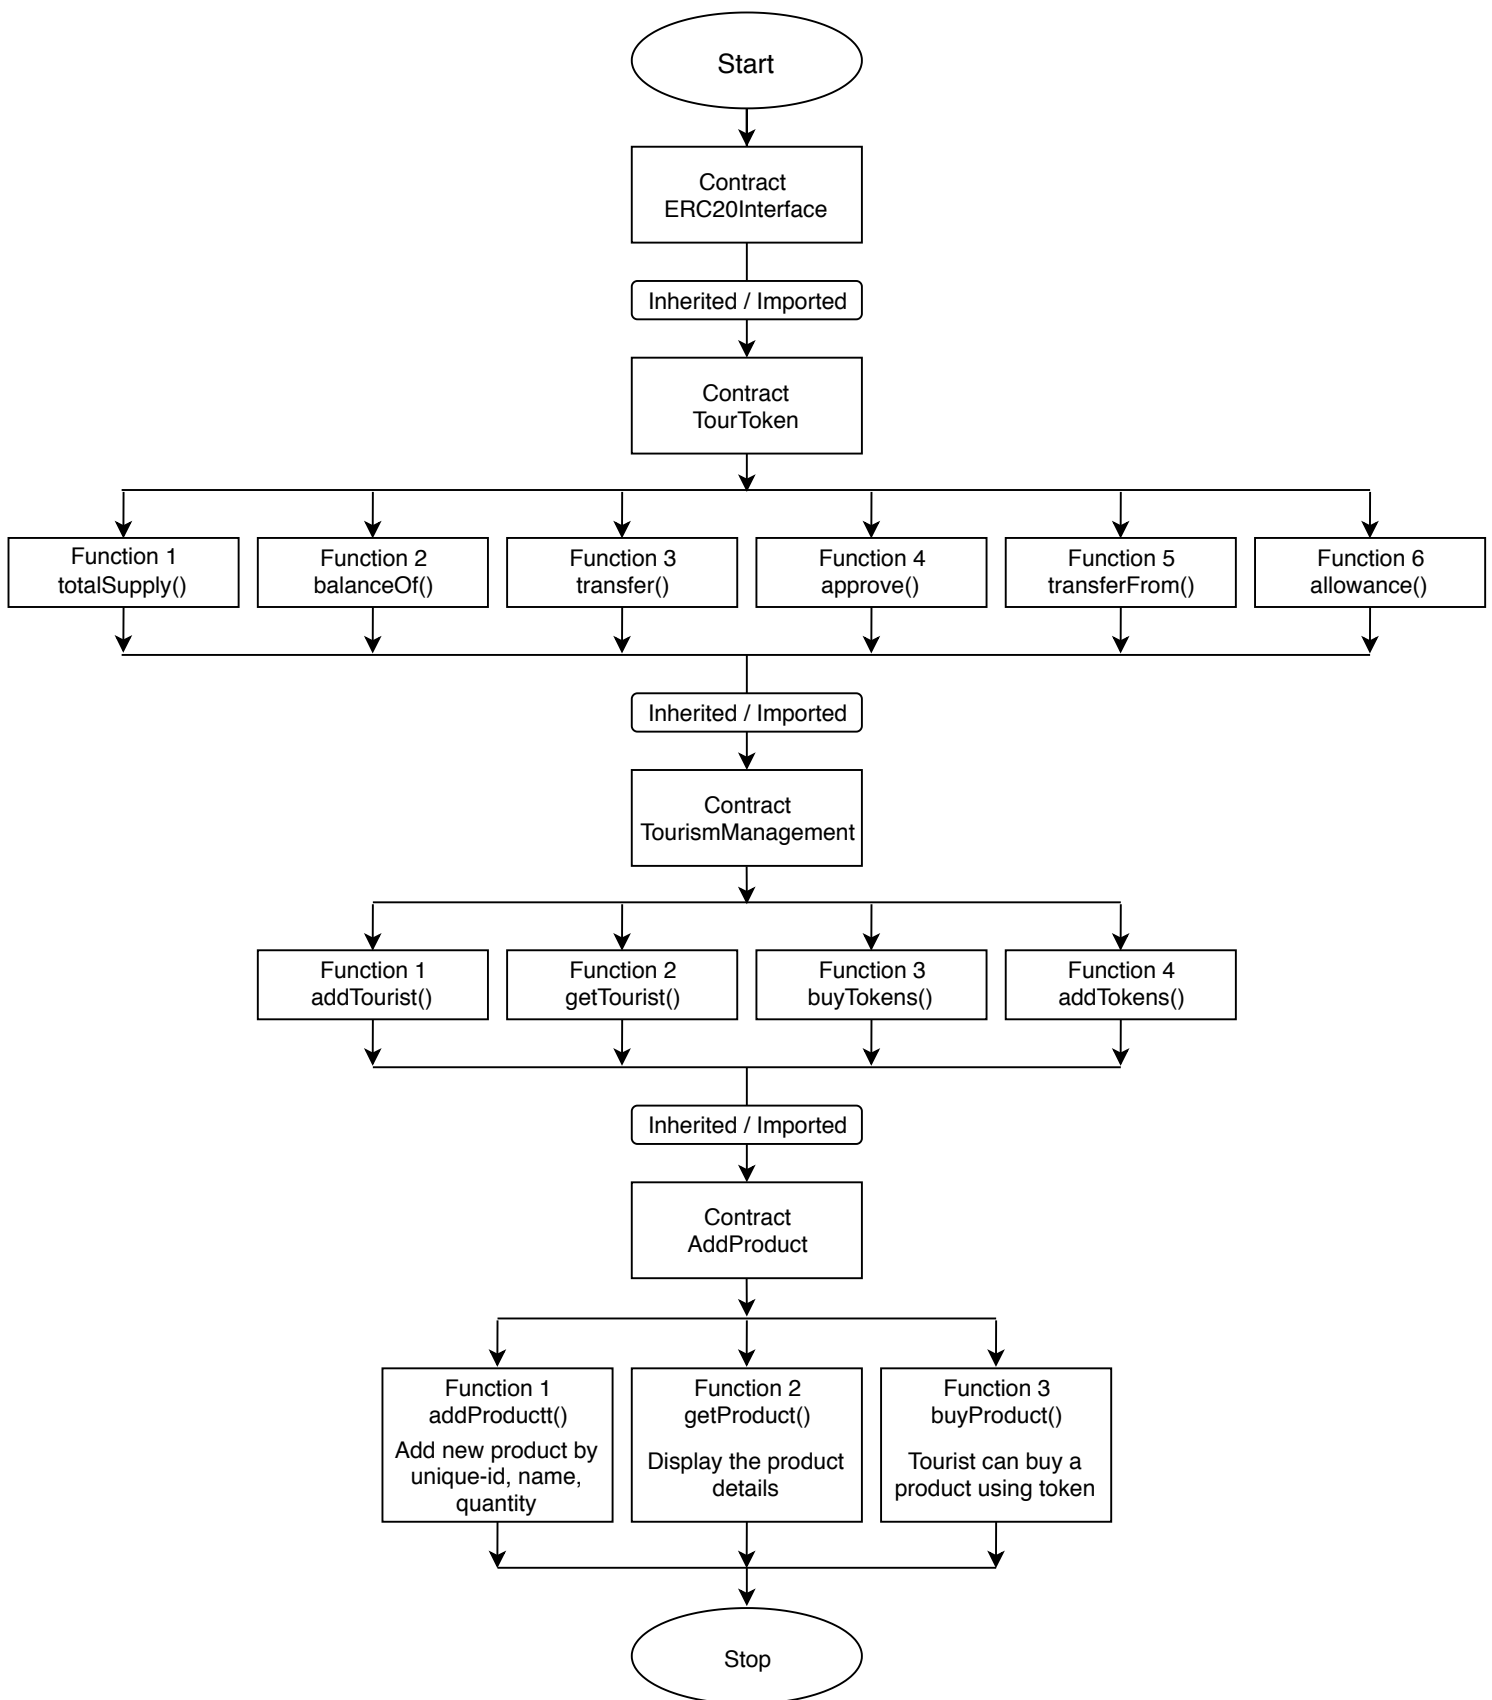 Start
Contract
ERC20Interface
Inherited / Imported
Contract
TourToken
Function 1
totalSupply()
Function 2
balanceOf()
Function 3
transfer()
Function 4
approve()
Function 5
transferFrom()
Function 6
allowance()
Inherited / Imported
Contract
TourismManagement
Function 1
addTourist()
Function 2
getTourist()
Function 3
buyTokens()
Function 4
addTokens()
Inherited / Imported
Contract
AddProduct
Function 1
addProductt()
Add new product by
unique-id, name,
quantity
Function 2
getProduct()
Display the product
details
Function 3
buyProduct()
Tourist can buy a
product using token
Stop